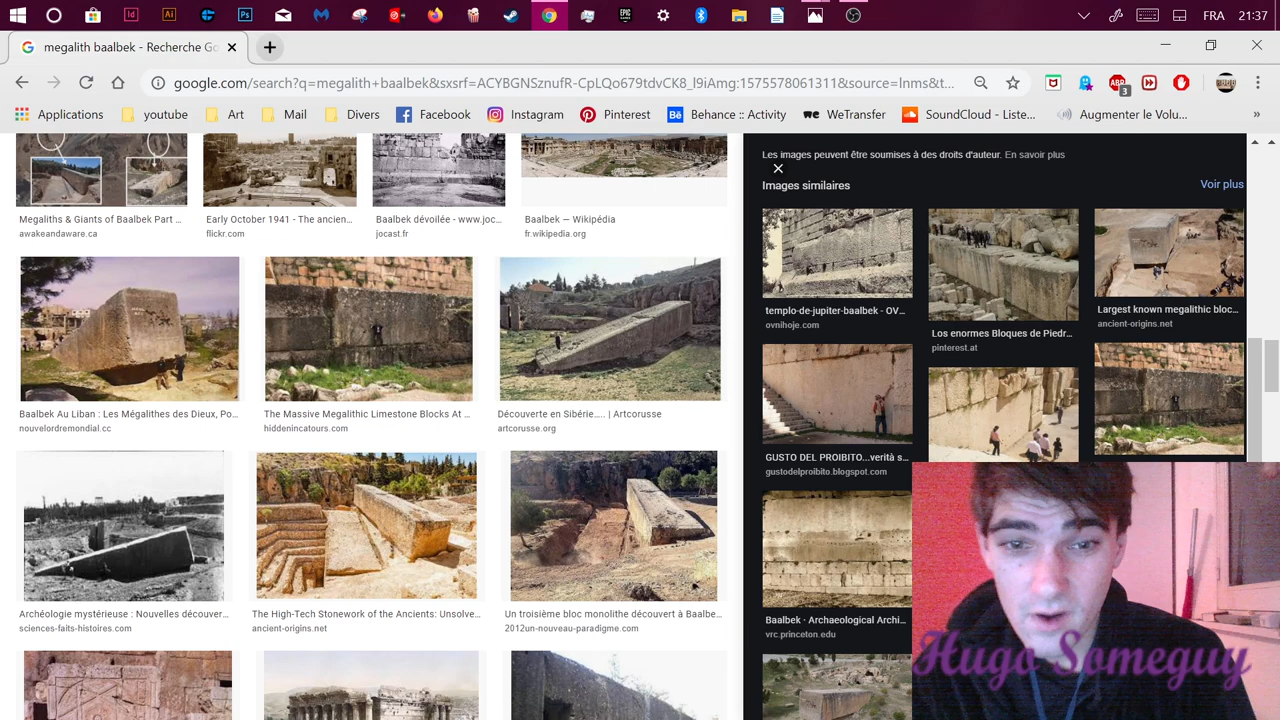 FRA
21:37
megalith baalbek - Recherche Go
google.com/search?q=megalith+baalbek&sxsrf=ACYBGNSznufR-CpLQo679tdvCK8_l9iAmg:1575578061311&source=lnms&t...
3
Applications
youtube
Art
Mail
Divers
Facebook
Instagram
Pinterest
Behance :: Activity
WeTransfer
SoundCloud - Liste...
Augmenter le Volu...
»
Megaliths & Giants of Baalbek Part ...
awakeandaware.ca
Early October 1941 - The ancien...
flickr.com
Baalbek dévoilée - www.joc...
jocast.fr
Baalbek — Wikipédia
fr.wikipedia.org
Baalbek Au Liban : Les Mégalithes des Dieux, Po...
nouvelordremondial.cc
The Massive Megalithic Limestone Blocks At ...
hiddenincatours.com
Découverte en Sibérie..... | Artcorusse
artcorusse.org
Archéologie mystérieuse : Nouvelles découver...
sciences-faits-histoires.com
The High-Tech Stonework of the Ancients: Unsolve...
ancient-origins.net
Un troisième bloc monolithe découvert à Baalbe...
2012un-nouveau-paradigme.com
Les images peuvent être soumises à des droits d'auteur. En savoir plus
Images similaires
Voir plus
templo-de-jupiter-baalbek - OV...
ovnihoje.com
Los enormes Bloques de Piedr...
pinterest.at
Largest known megalithic bloc...
ancient-origins.net
GUSTO DEL PROIBITO...verità s...
gustodelproibito.blogspot.com
Baalbek · Archaeological Archi...
vrc.princeton.edu
Hugo Someguy